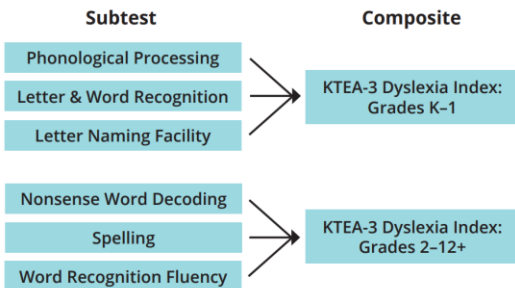 Subtest
Composite
Phonological Processing
Letter & Word Recognition
Letter Naming Facility
KTEA-3 Dyslexia Index:
Grades K–1
Nonsense Word Decoding
Spelling
Word Recognition Fluency
KTEA-3 Dyslexia Index:
Grades 2–12+